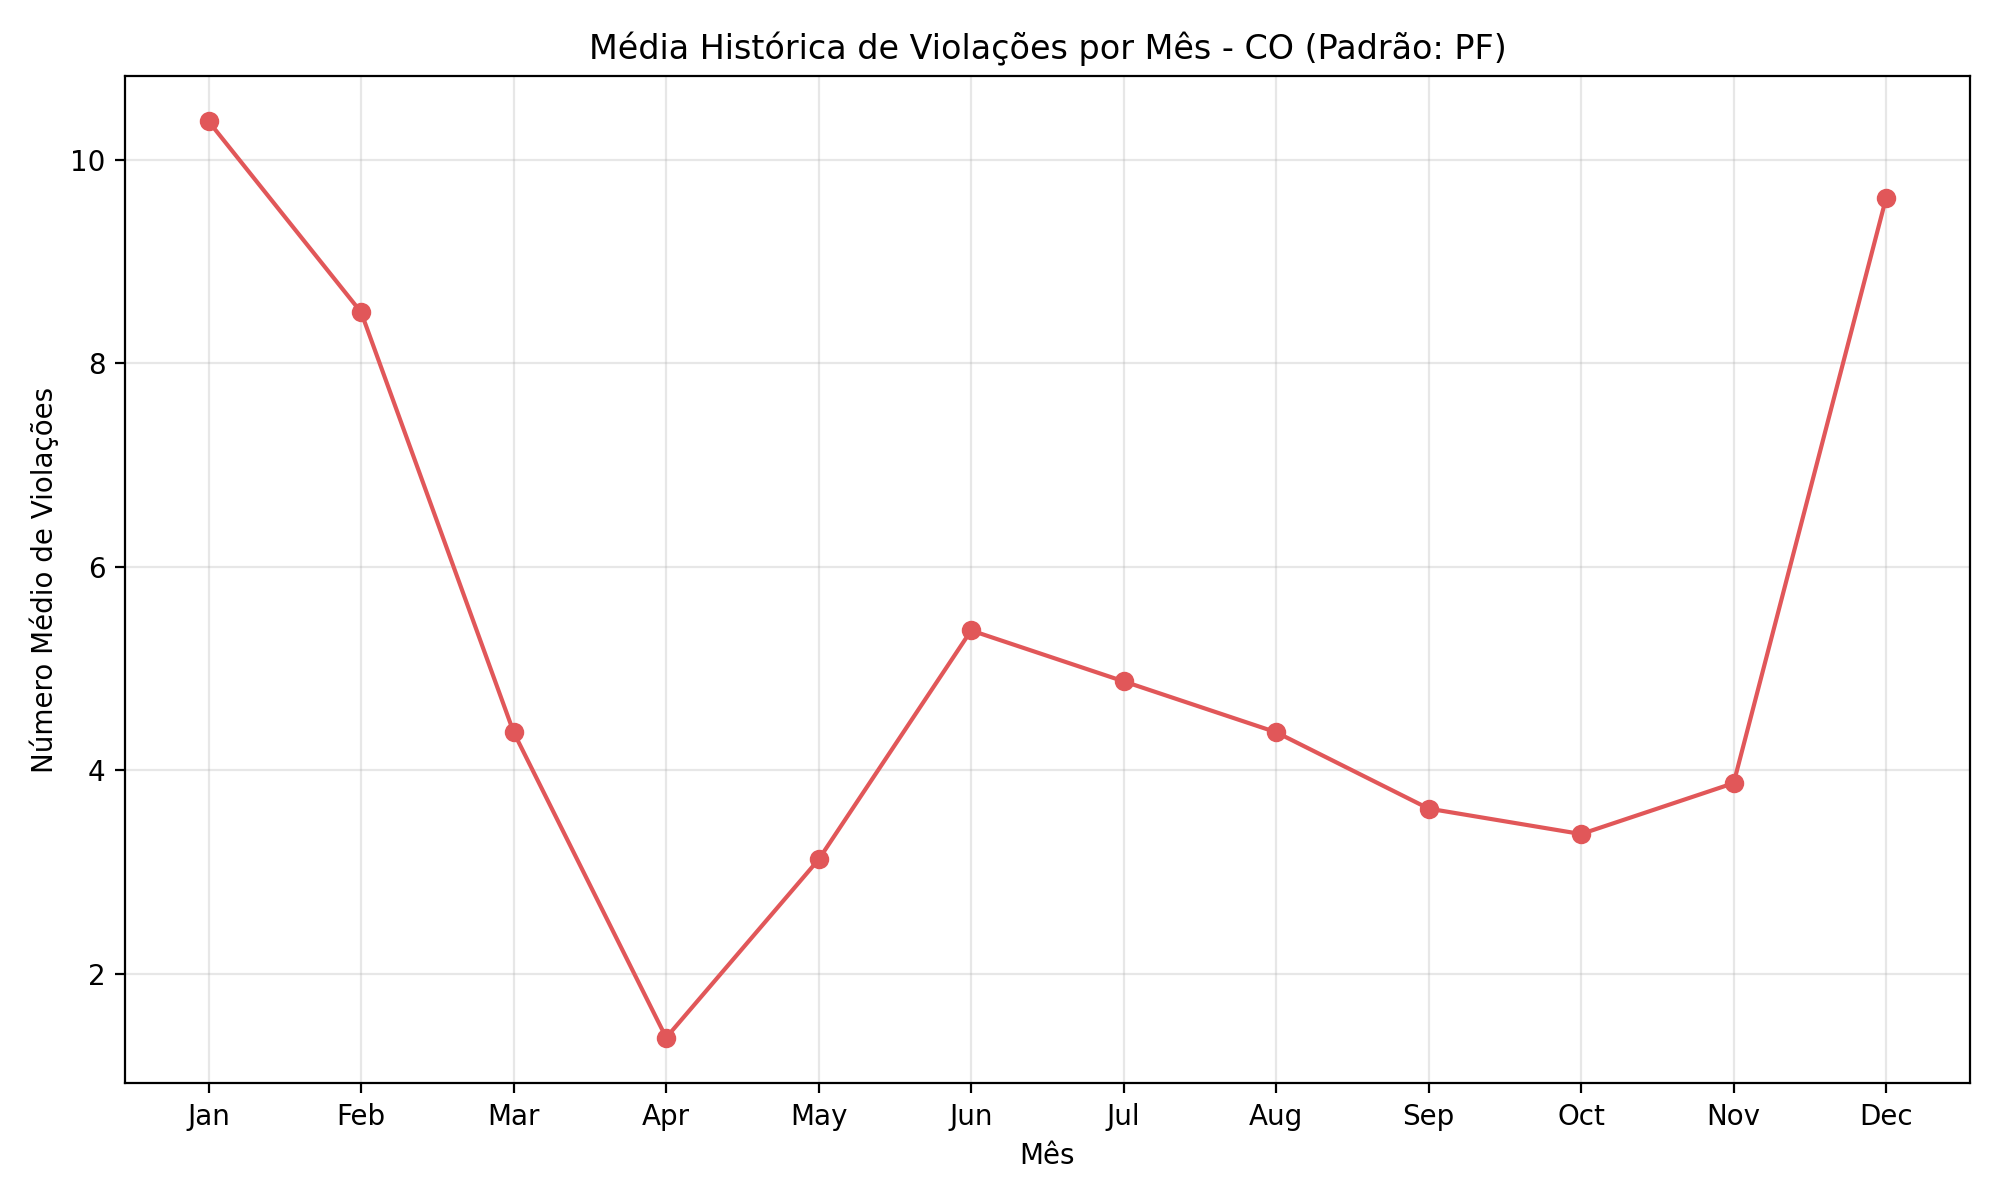 Média Histórica de Violações por Mês - CO (Padrão: PF)
Número Médio de Violações
10
8
6
4
2
Jan Feb Mar Apr May Jun Jul Aug Sep Oct Nov Dec
Mês